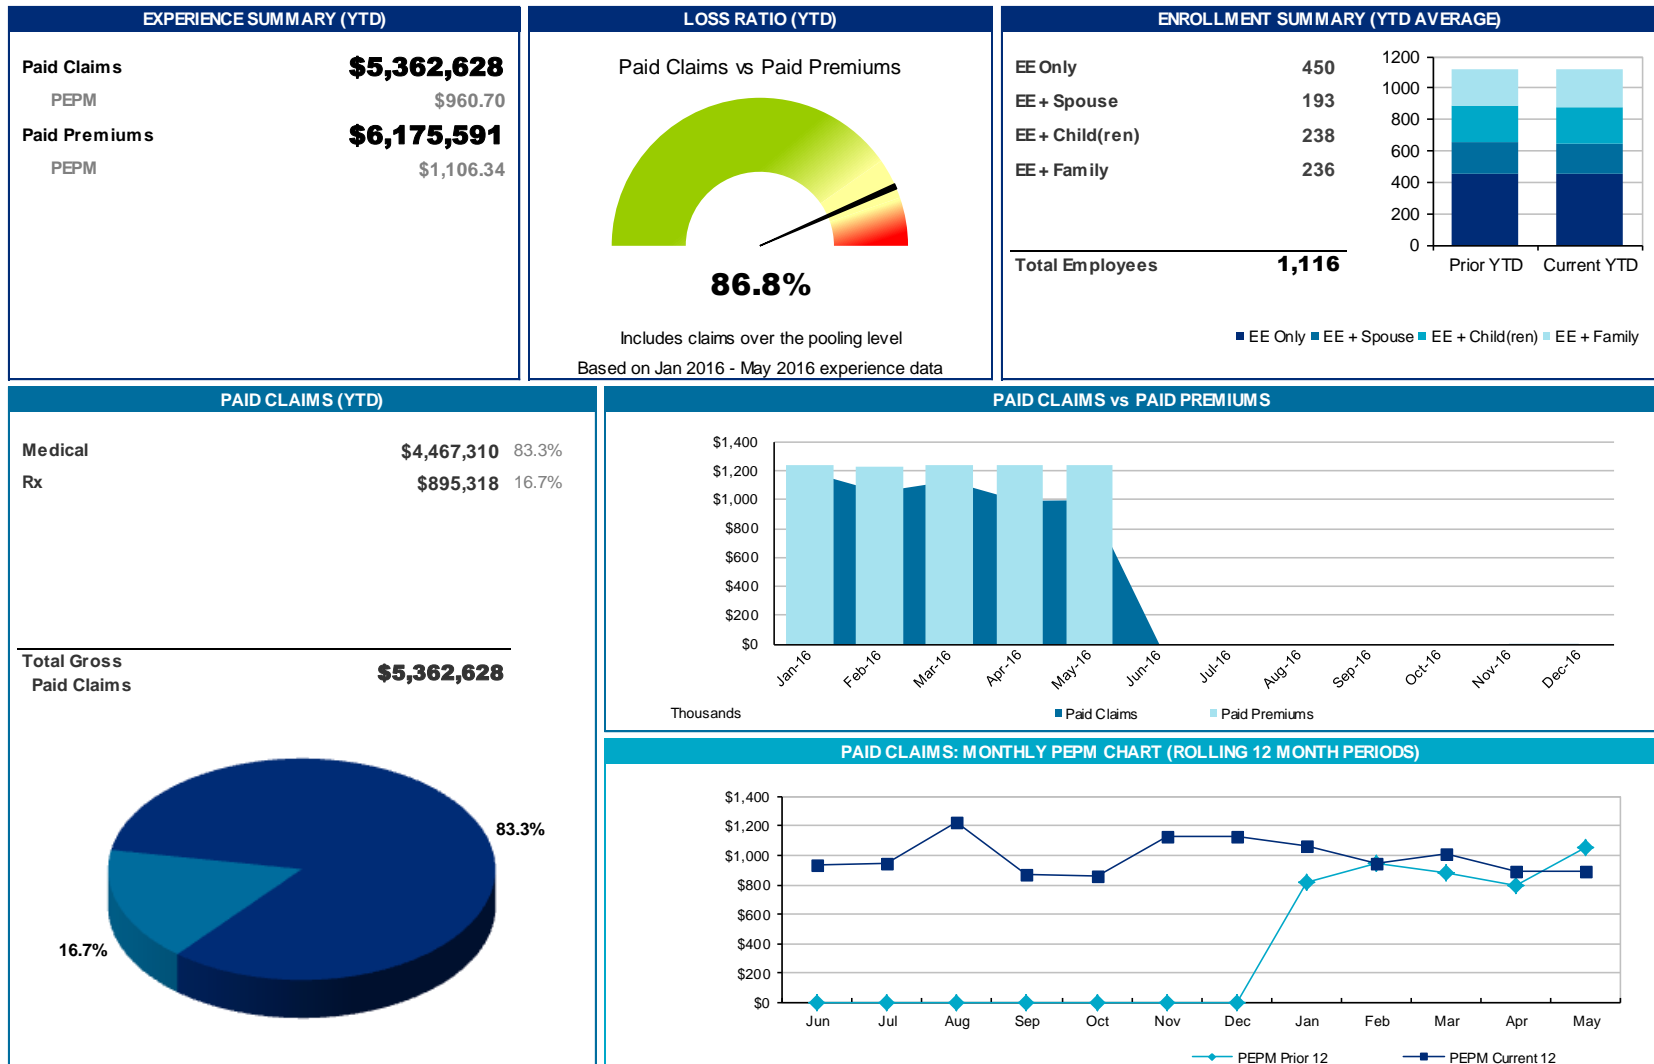 EXPERIENCE SUMMARY (YTD)
Paid Claims $5,362,628
PEPM $960.70
Paid Premiums $6,175,591
PEPM $1,106.34
LOSS RATIO (YTD)
Paid Claims vs Paid Premiums
86.8%
Includes claims over the pooling level
Based on Jan 2016 - May 2016 experience data
ENROLLMENT SUMMARY (YTD AVERAGE)
EE Only 450
EE + Spouse 193
EE + Child(ren) 238
EE + Family 236
Total Employees 1,116
1200
1000
800
600
400
200
0
Prior YTD Current YTD
EE Only EE + Spouse EE + Child(ren) EE + Family
PAID CLAIMS (YTD)
Medical $4,467,310 83.3%
Rx $895,318 16.7%
Total Gross
Paid Claims $5,362,628
83.3%
16.7%
PAID CLAIMS vs PAID PREMIUMS
$1,400
$1,200
$1,000
$800
$600
$400
$200
$0
Jan-16 Feb-16 Mar-16 Apr-16 May-16 Jun-16 Jul-16 Aug-16 Sep-16 Oct-16 Nov-16 Dec-16
Thousands Paid Claims Paid Premiums
PAID CLAIMS: MONTHLY PEPM CHART (ROLLING 12 MONTH PERIODS)
$1,400
$1,200
$1,000
$800
$600
$400
$200
$0
Jun Jul Aug Sep Oct Nov Dec Jan Feb Mar Apr May
PEPM Prior 12 PEPM Current 12